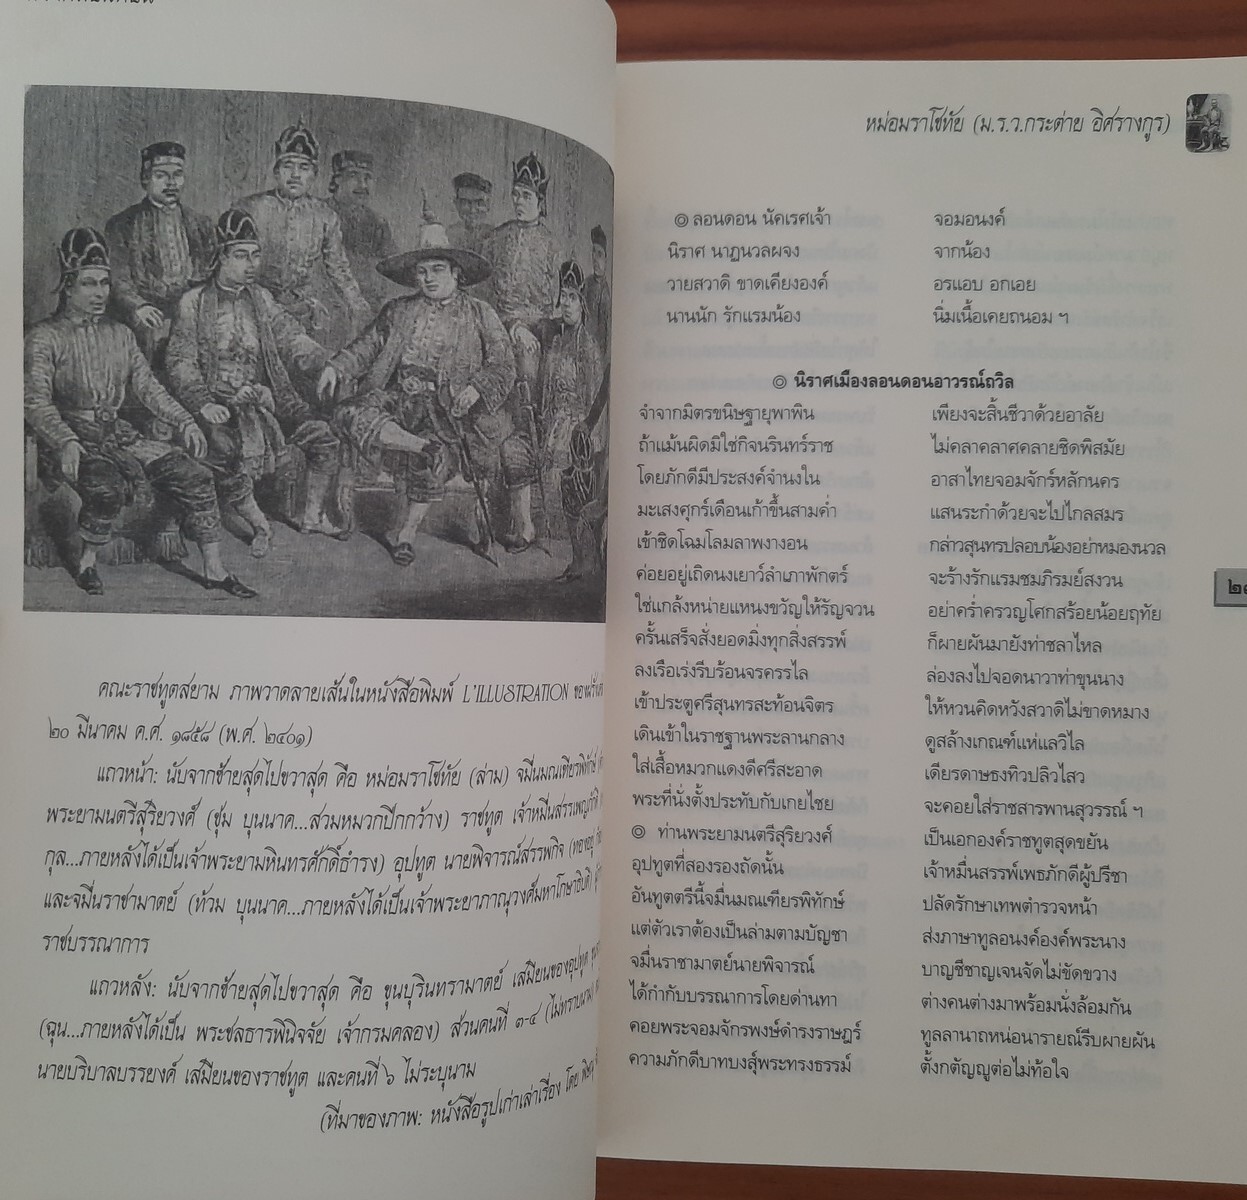 คณะราชทูตสยาม ภาพวาดลายเส้นในหนังสือพิมพ์ L'ILLUSTRATION
๒๐ มีนาคม ค.ศ. ๑๘๕๘ (พ.ศ. ๒๔๐๑)
แถวหน้า: นับจากซ้ายสุดไปขวาสุด คือ หม่อมราโชทัย (ล่าม) จมื่นมณเฑียรพิทักษ์
พระยามนตรีสุริยวงศ์ (ชุ่ม บุนนาค...สวมหมวกปีกกว้าง) ราชทูต เจ้าหมื่นสรรเพชญภักดี
กุล...ภายหลังได้เป็นเจ้าพระยามหินทรศักดิ์ธำรง) อุปทูต นายพิจารณ์สรรพกิจ
และจมื่นราชามาตย์ (ท้วม บุนนาค...ภายหลังได้เป็นเจ้าพระยาภาณุวงศ์มหาโกษาธิบดี)
ราชบรรณาการ
แถวหลัง: นับจากซ้ายสุดไปขวาสุด คือ ขุนบุรินทรามาตย์ เสมียนของอุปทูต
(ฉุน...ภายหลังได้เป็น พระชลธารพินิจจัย เจ้ากรมคลอง) ส่วนคนที่ ๓-๔ (ไม่ทราบนาม)
นายบริบาลบรรยงค์ เสมียนของราชทูต และคนที่ ๖ ไม่ระบุนาม
(ที่มาของภาพ: หนังสือรูปเก่าเล่าเรื่อง โดย
หม่อมราโชทัย (ม.ร.ว.กระต่าย อิศรางกูร)
๏ ลอนดอน นัคเรศเจ้า จอมอนงค์
นิราศ นาฏนวลผจง จากน้อง
วายสวาดิ ขาดเคียงองค์ อรแอบ อกเอย
นานนัก รักแรมน้อง นิ่มเนื้อเคยถนอม ฯ
๏ นิราศเมืองลอนดอนอาวรณ์ถวิล
จำจากมิตรขนิษฐายุพาพิน เพียงจะสิ้นชีวาด้วยอาลัย
ถ้าแม้นผิดมิใช่กิจนรินทร์ราช ไม่คลาคลาศคลายชิดพิสมัย
โดยภักดีมีประสงค์จำนงใน อาสาไทยจอมจักร์หลักนคร
มะเสงศุกร์เดือนเก้าขึ้นสามค่ำ แสนระกำด้วยจะไปไกลสมร
เข้าชิดโฉมโลมลาพงางอน กล่าวสุนทรปลอบน้องอย่าหมองนวล
ค่อยอยู่เถิดนงเยาว์ลำเภาพักตร์ จะร้างรักแรมชมภิรมย์สงวน
ใช่แกล้งหน่ายแหนงขวัญให้รัญจวน อย่าคร่ำครวญโศกสร้อยน้อยฤทัย
ครั้นเสร็จสั่งยอดมิ่งทุกสิ่งสรรพ์ ก็ผายผันมายังท่าชลาไหล
ลงเรือเร่งรีบร้อนจรครรไล ล่องลงไปจอดนาวาท่าขุนนาง
เข้าประตูศรีสุนทรสะท้อนจิตร ให้หวนคิดหวังสวาดิไม่ขาดหมาง
เดินเข้าในราชฐานพระลานกลาง ดูสล้างเกณฑ์แห่แลวิไล
ใส่เสื้อหมวกแดงดีศรีสะอาด เดียรดาษธงทิวปลิวไสว
พระที่นั่งตั้งประทับกับเกยไชย จะคอยใส่ราชสารพานสุวรรณ์ ฯ
๏ ท่านพระยามนตรีสุริยวงศ์ เป็นเอกองค์ราชทูตสุดขยัน
อุปทูตที่สองรองถัดนั้น เจ้าหมื่นสรรพ์เพธภักดีผู้ปรีชา
อันทูตตรีนี้จมื่นมณเฑียรพิทักษ์ ปลัดรักษาเทพตำรวจหน้า
แต่ตัวเราต้องเป็นล่ามตามบัญชา ส่งภาษาทูลอนงค์องค์พระนาง
จมื่นราชามาตย์นายพิจารณ์ บาญชีชาญเจนจัดไม่ขัดขวาง
ได้กำกับบรรณาการโดยด่านทา ต่างคนต่างมาพร้อมนั่งล้อมกัน
คอยพระจอมจักรพงษ์ดำรงราษฎร์ ทูลลานาถหน่อนารายณ์รีบผายผัน
ความภักดีบาทบงสุ์พระทรงธรรม์ ตั้งกตัญญูต่อไม่ท้อใจ